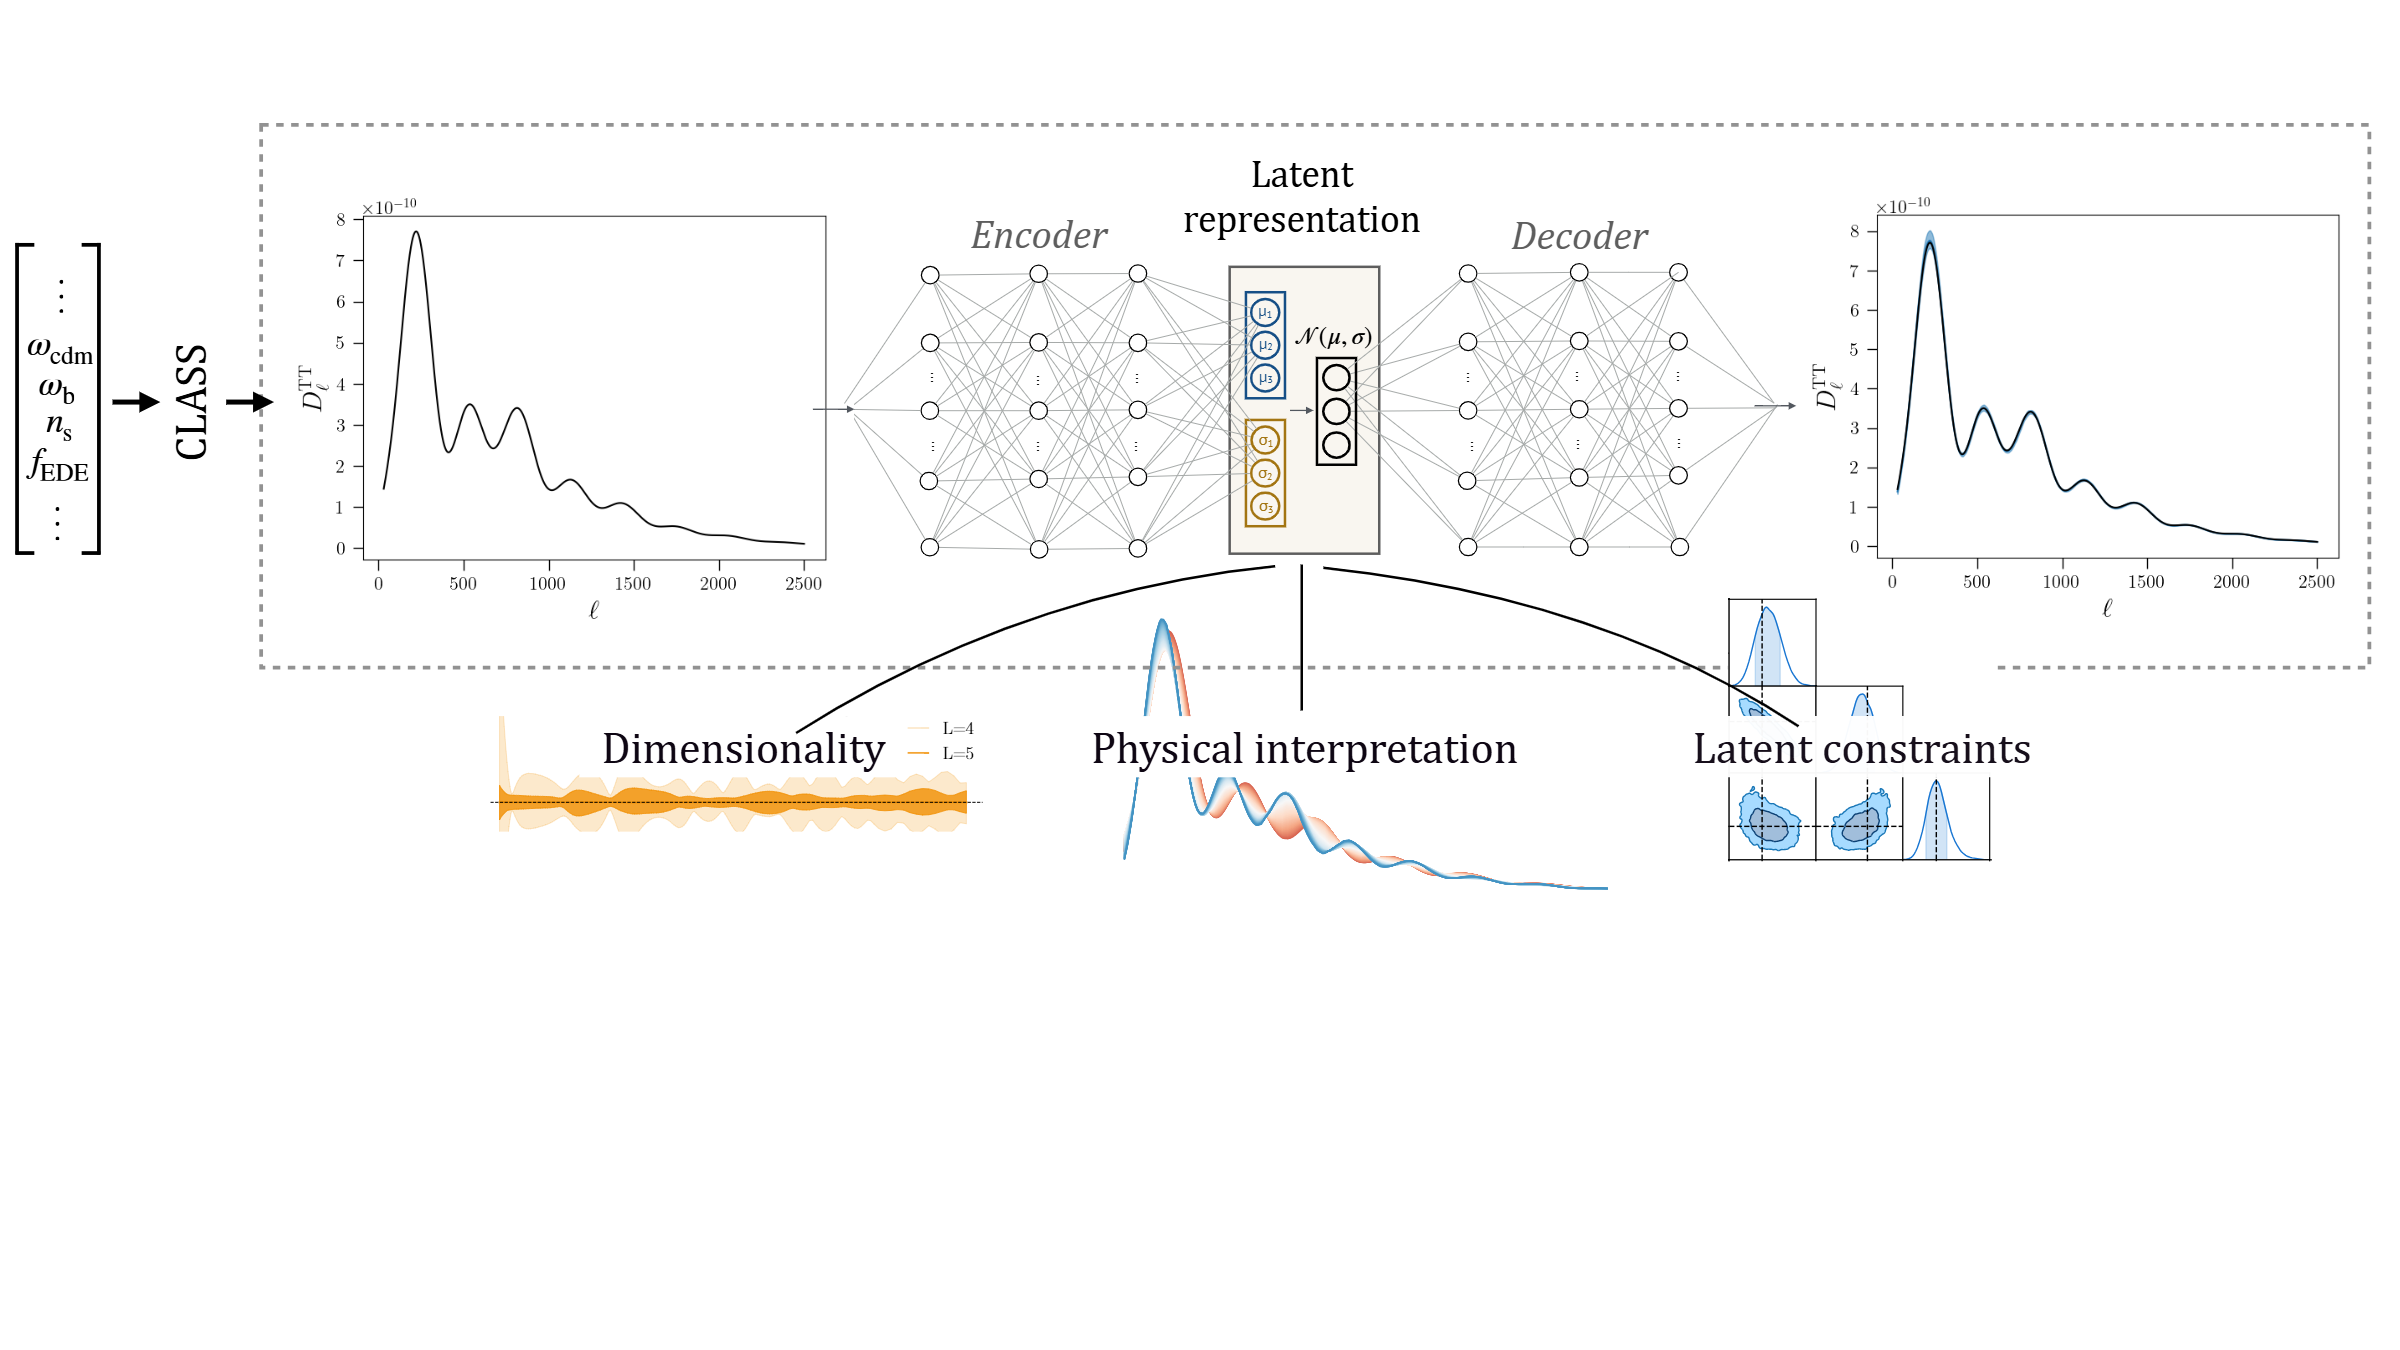 Latent
representation
Encoder
Decoder
ω_cdm
ω_b
n_s
f_EDE
CLASS
×10⁻¹⁰
8
7
6
5
4
3
2
1
0
D_ℓ^TT
0 500 1000 1500 2000 2500
ℓ
μ₁
μ₂
μ₃
σ₁
σ₂
σ₃
𝒩(μ, σ)
×10⁻¹⁰
8
7
6
5
4
3
2
1
0
D_ℓ^TT
0 500 1000 1500 2000 2500
ℓ
Dimensionality
L=4
L=5
Physical interpretation
Latent constraints